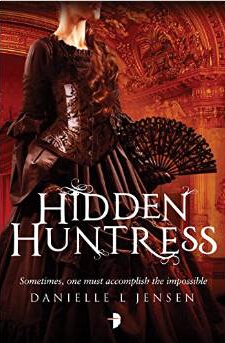 HIDDEN
HUNTRESS
Sometimes, one must accomplish the impossible
DANIELLE L JENSEN